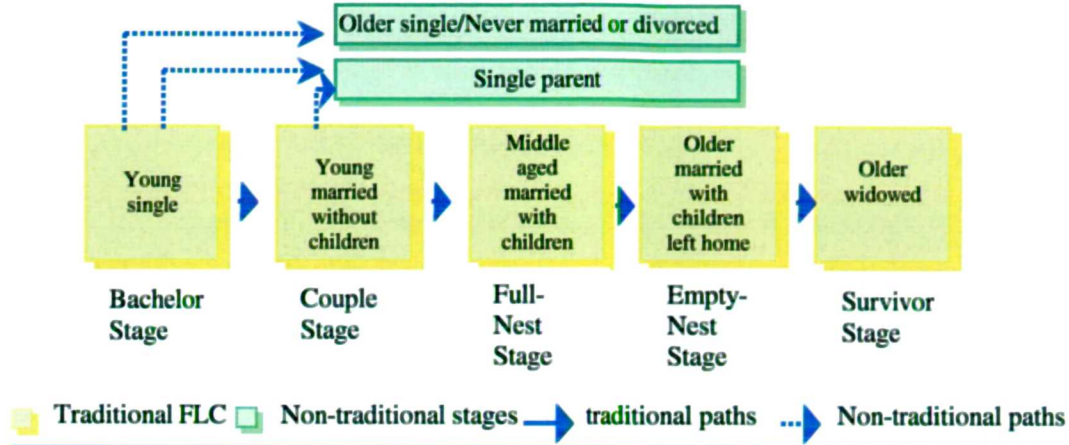 Older single/Never married or divorced
Single parent
Young
single
Young
married
without
children
Middle
aged
married
with
children
Older
married
with
children
left home
Older
widowed
Bachelor
Stage
Couple
Stage
Full-
Nest
Stage
Empty-
Nest
Stage
Survivor
Stage
Traditional FLC
Non-traditional stages
traditional paths
Non-traditional paths